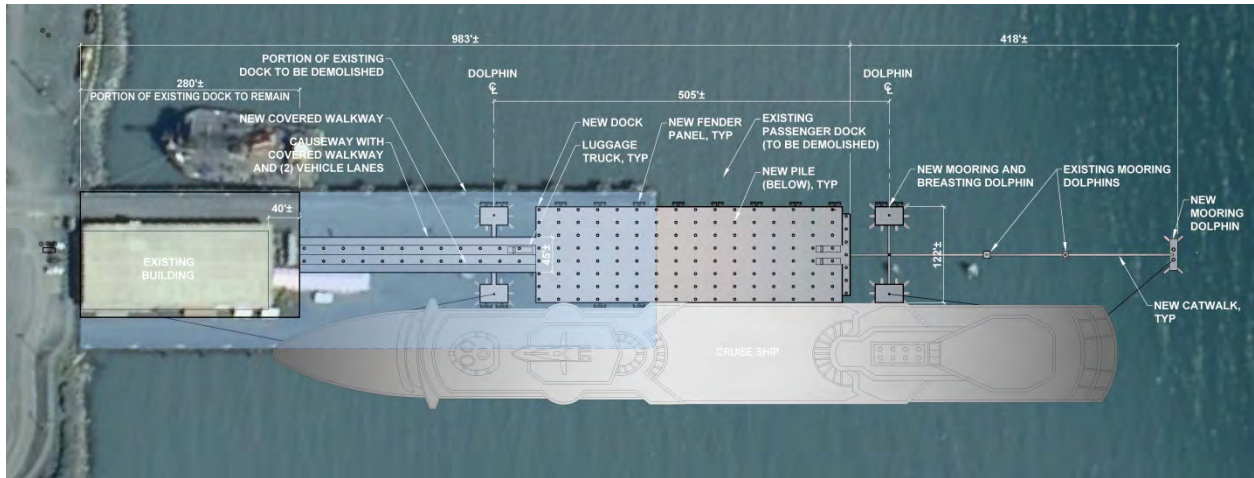 983'±
418'±
PORTION OF EXISTING
DOCK TO BE DEMOLISHED
DOLPHIN
℄
DOLPHIN
℄
280'±
PORTION OF EXISTING DOCK TO REMAIN
505'±
NEW COVERED WALKWAY
CAUSEWAY WITH
COVERED WALKWAY
AND (2) VEHICLE LANES
NEW DOCK
LUGGAGE
TRUCK, TYP
NEW FENDER
PANEL, TYP
EXISTING
PASSENGER DOCK
(TO BE DEMOLISHED)
NEW PILE
(BELOW), TYP
NEW MOORING AND
BREASTING DOLPHIN
EXISTING MOORING
DOLPHINS
NEW
MOORING
DOLPHIN
40'±
45'±
122'±
EXISTING
BUILDING
NEW CATWALK,
TYP
CRUISE SHIP